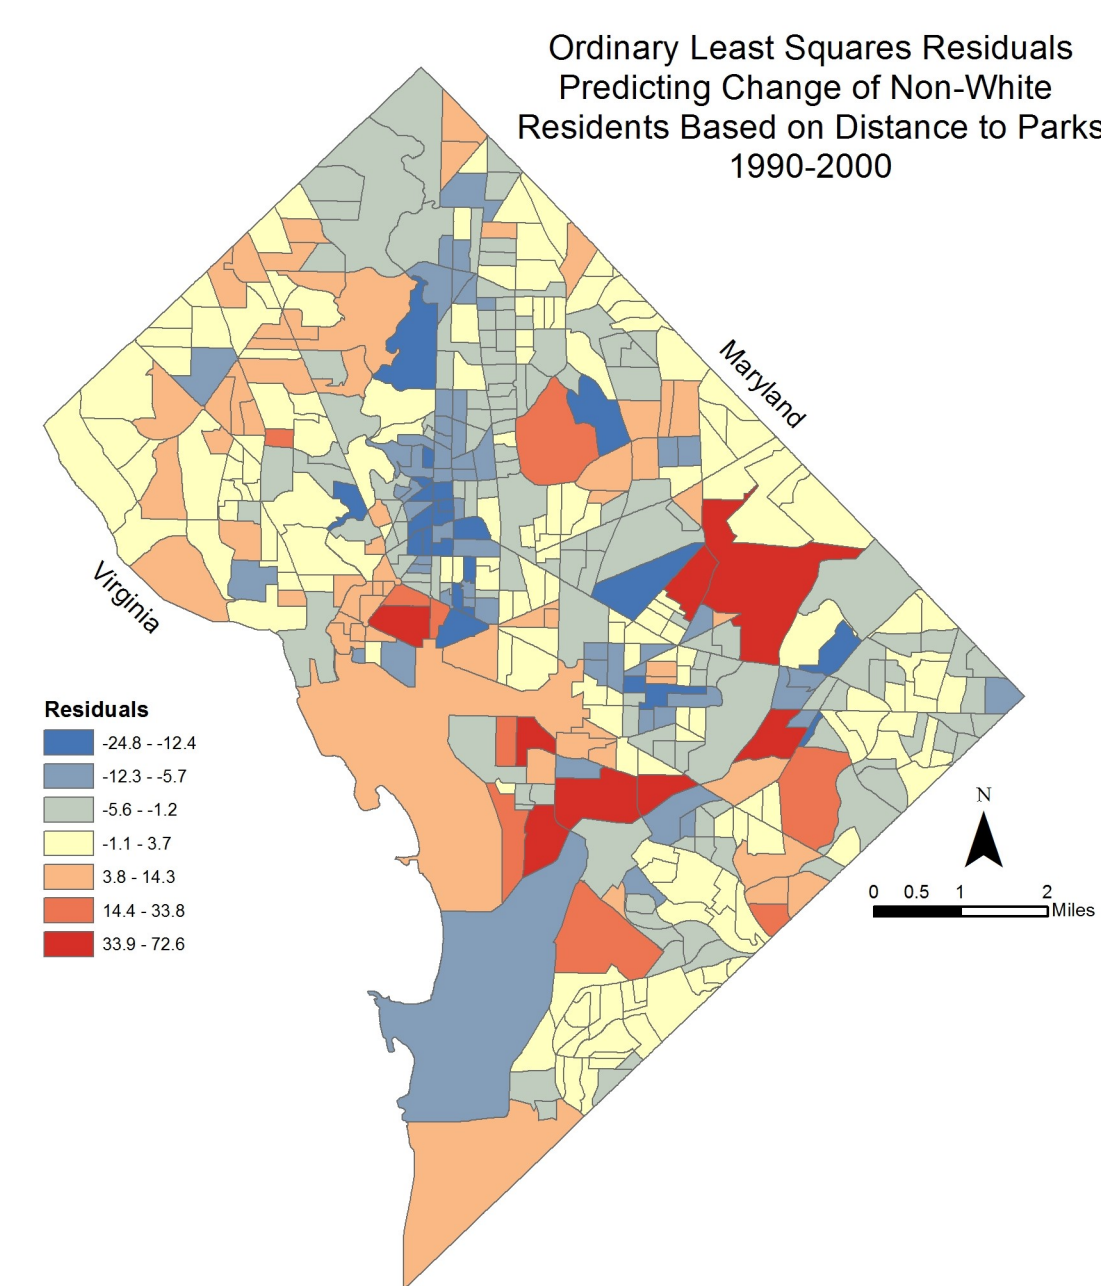 Ordinary Least Squares Residuals
Predicting Change of Non-White
Residents Based on Distance to Parks
1990-2000
Maryland
Virginia
Residuals
-24.8 - -12.4
-12.3 - -5.7
-5.6 - -1.2
-1.1 - 3.7
3.8 - 14.3
14.4 - 33.8
33.9 - 72.6
N
0 0.5 1 2
Miles